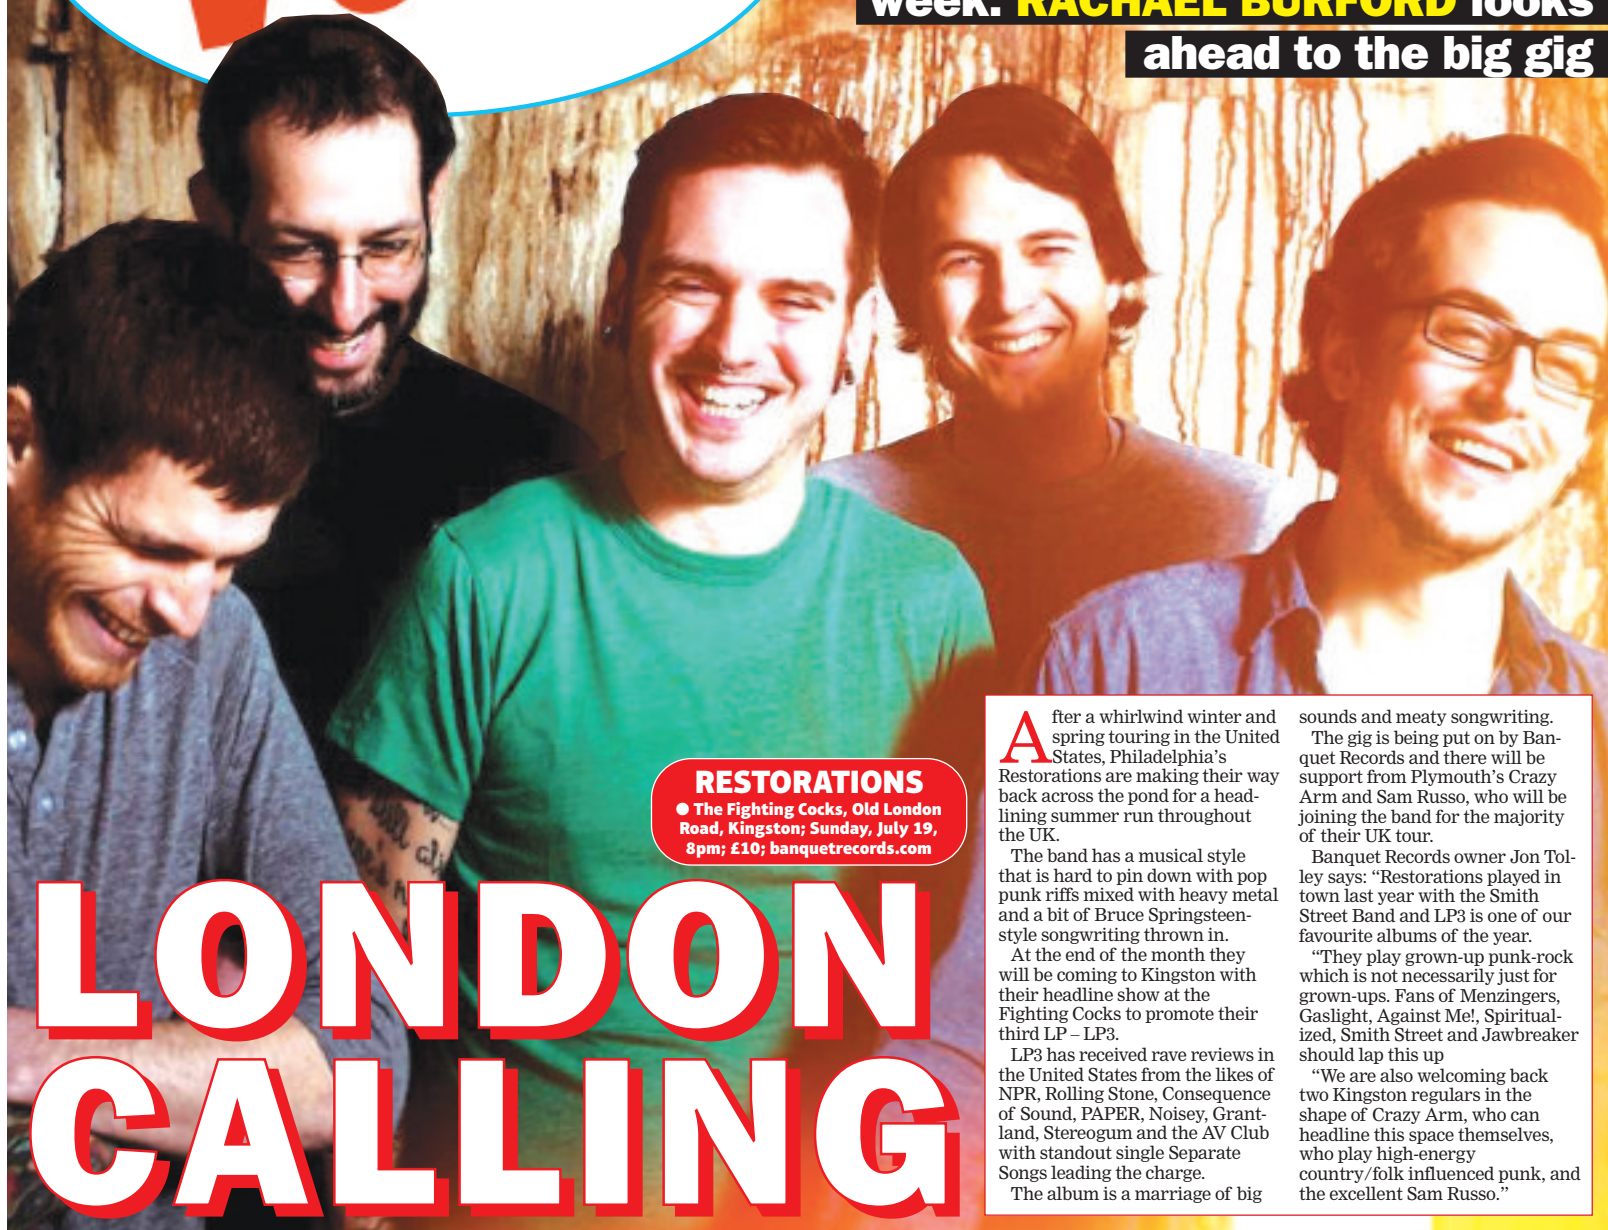 week. RACHAEL BURFORD looks
ahead to the big gig
RESTORATIONS
● The Fighting Cocks, Old London
Road, Kingston; Sunday, July 19,
8pm; £10; banquetrecords.com
LONDON
CALLING
After a whirlwind winter and
spring touring in the United
States, Philadelphia's
Restorations are making their way
back across the pond for a head-
lining summer run throughout
the UK.
The band has a musical style
that is hard to pin down with pop
punk riffs mixed with heavy metal
and a bit of Bruce Springsteen-
style songwriting thrown in.
At the end of the month they
will be coming to Kingston with
their headline show at the
Fighting Cocks to promote their
third LP – LP3.
LP3 has received rave reviews in
the United States from the likes of
NPR, Rolling Stone, Consequence
of Sound, PAPER, Noisey, Grant-
land, Stereogum and the AV Club
with standout single Separate
Songs leading the charge.
The album is a marriage of big
sounds and meaty songwriting.
The gig is being put on by Ban-
quet Records and there will be
support from Plymouth's Crazy
Arm and Sam Russo, who will be
joining the band for the majority
of their UK tour.
Banquet Records owner Jon Tol-
ley says: “Restorations played in
town last year with the Smith
Street Band and LP3 is one of our
favourite albums of the year.
“They play grown-up punk-rock
which is not necessarily just for
grown-ups. Fans of Menzingers,
Gaslight, Against Me!, Spiritual-
ized, Smith Street and Jawbreaker
should lap this up
“We are also welcoming back
two Kingston regulars in the
shape of Crazy Arm, who can
headline this space themselves,
who play high-energy
country/folk influenced punk, and
the excellent Sam Russo.”